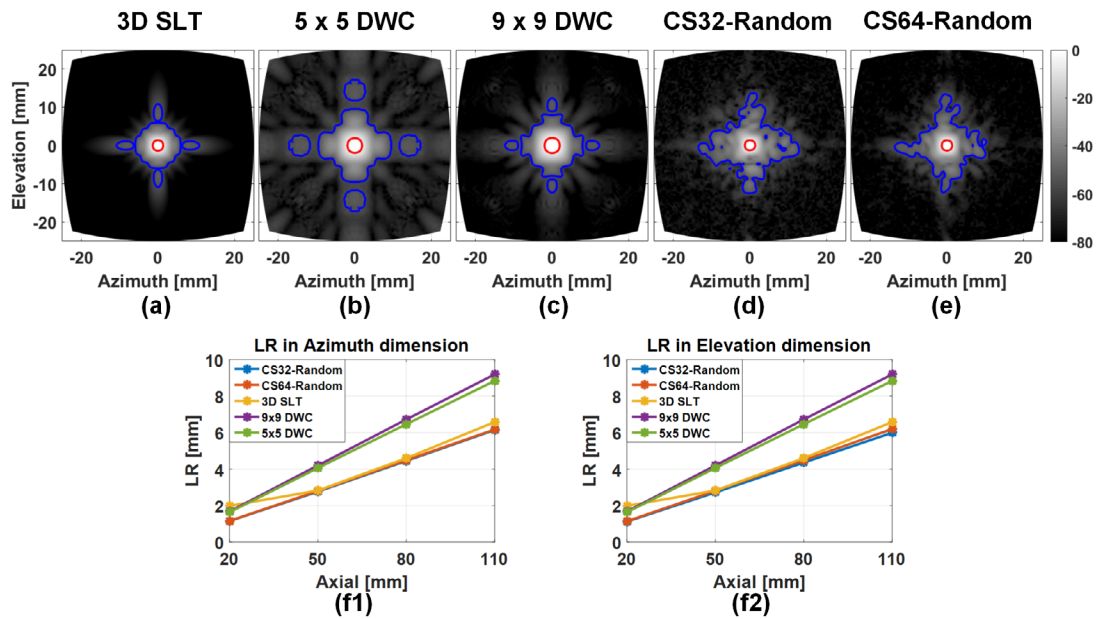 3D SLT
5 x 5 DWC
9 x 9 DWC
CS32-Random
CS64-Random
Elevation [mm]
20
10
0
-10
-20
-20 0 20
-20 0 20
-20 0 20
-20 0 20
-20 0 20
0
-20
-40
-60
-80
Azimuth [mm]
Azimuth [mm]
Azimuth [mm]
Azimuth [mm]
Azimuth [mm]
(a)
(b)
(c)
(d)
(e)
LR in Azimuth dimension
CS32-Random
CS64-Random
3D SLT
9x9 DWC
5x5 DWC
LR [mm]
10
8
6
4
2
0
20 50 80 110
Axial [mm]
(f1)
LR in Elevation dimension
CS32-Random
CS64-Random
3D SLT
9x9 DWC
5x5 DWC
LR [mm]
10
8
6
4
2
0
20 50 80 110
Axial [mm]
(f2)